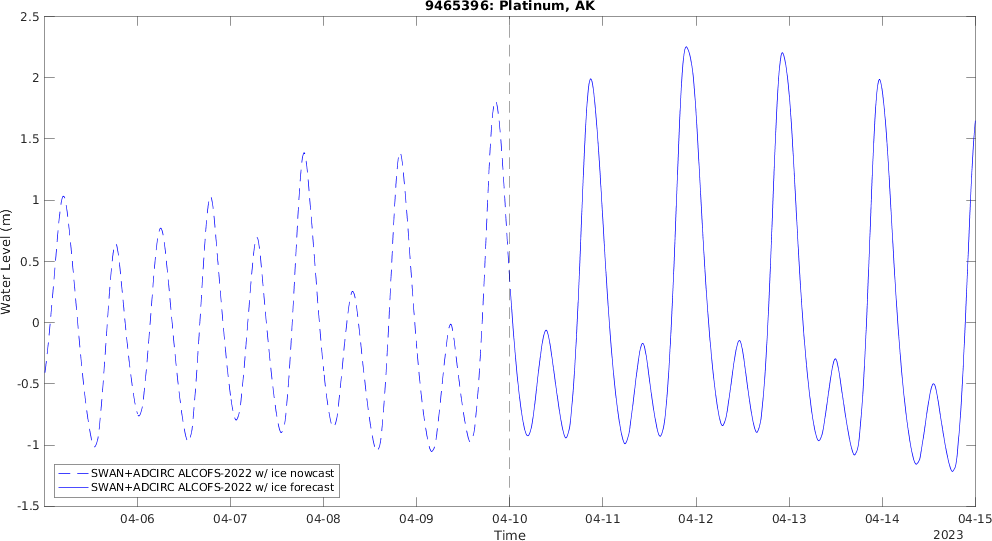 9465396: Platinum, AK
2.5
2
1.5
1
0.5
0
-0.5
-1
-1.5
Water Level (m)
SWAN+ADCIRC ALCOFS-2022 w/ ice nowcast
SWAN+ADCIRC ALCOFS-2022 w/ ice forecast
04-06 04-07 04-08 04-09 04-10 04-11 04-12 04-13 04-14 04-15
Time
2023